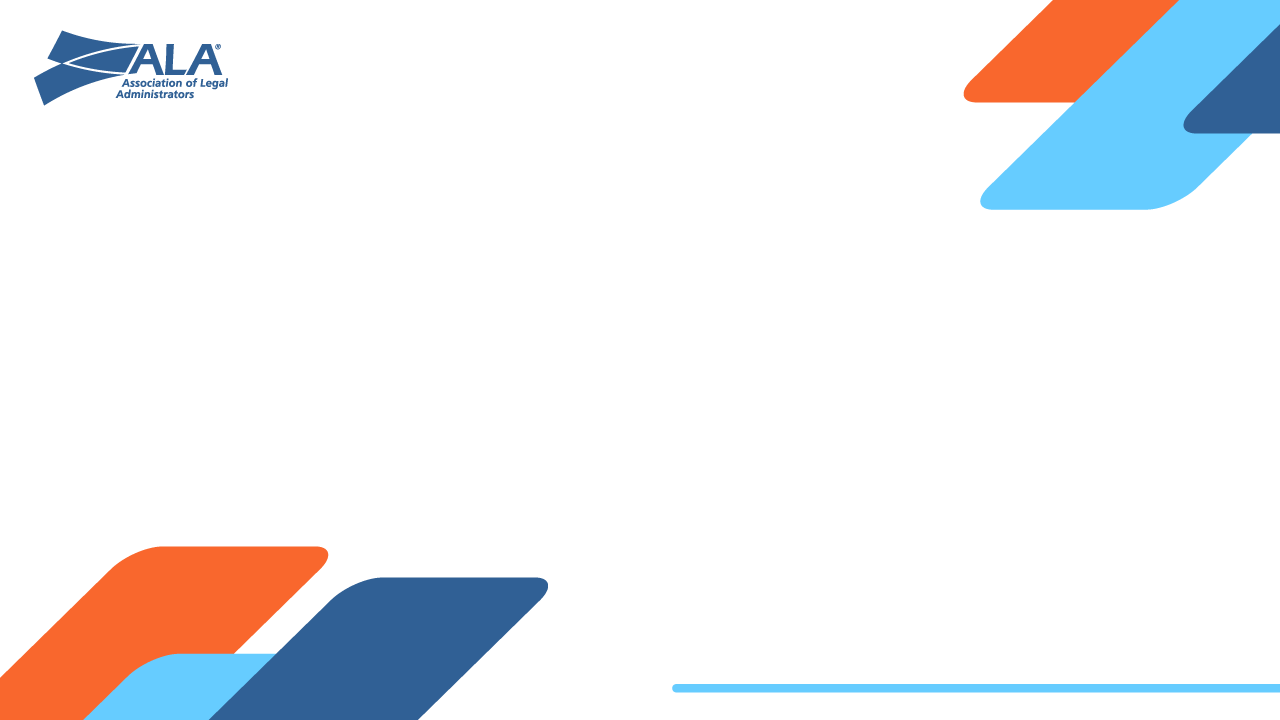 ALA®
Association of Legal
Administrators